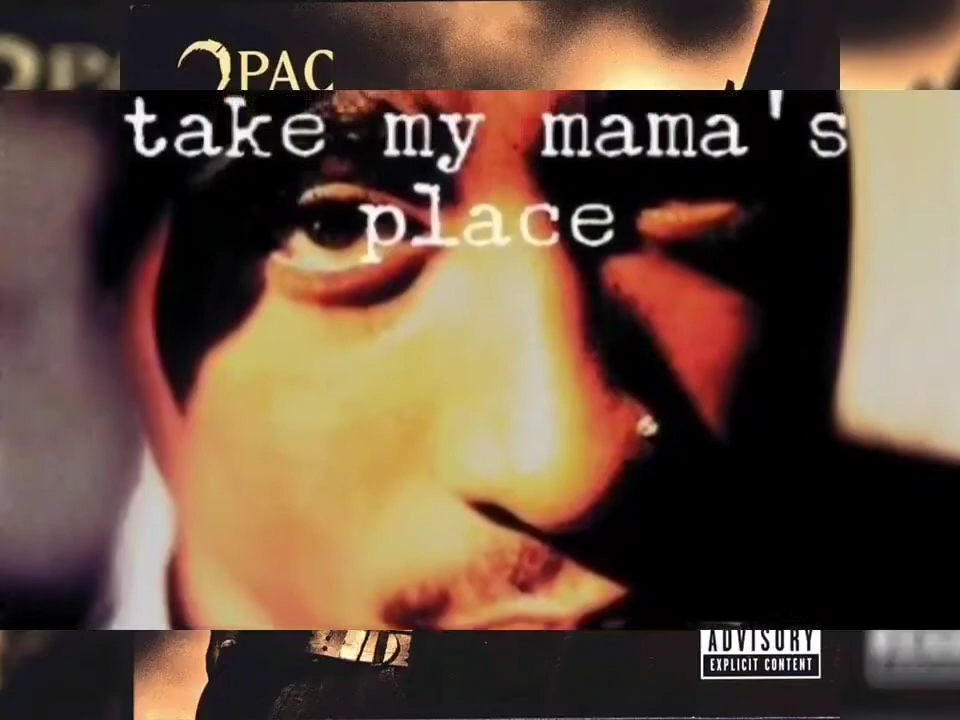 2PAC
take my mama's
place
ADVISORY
EXPLICIT CONTENT